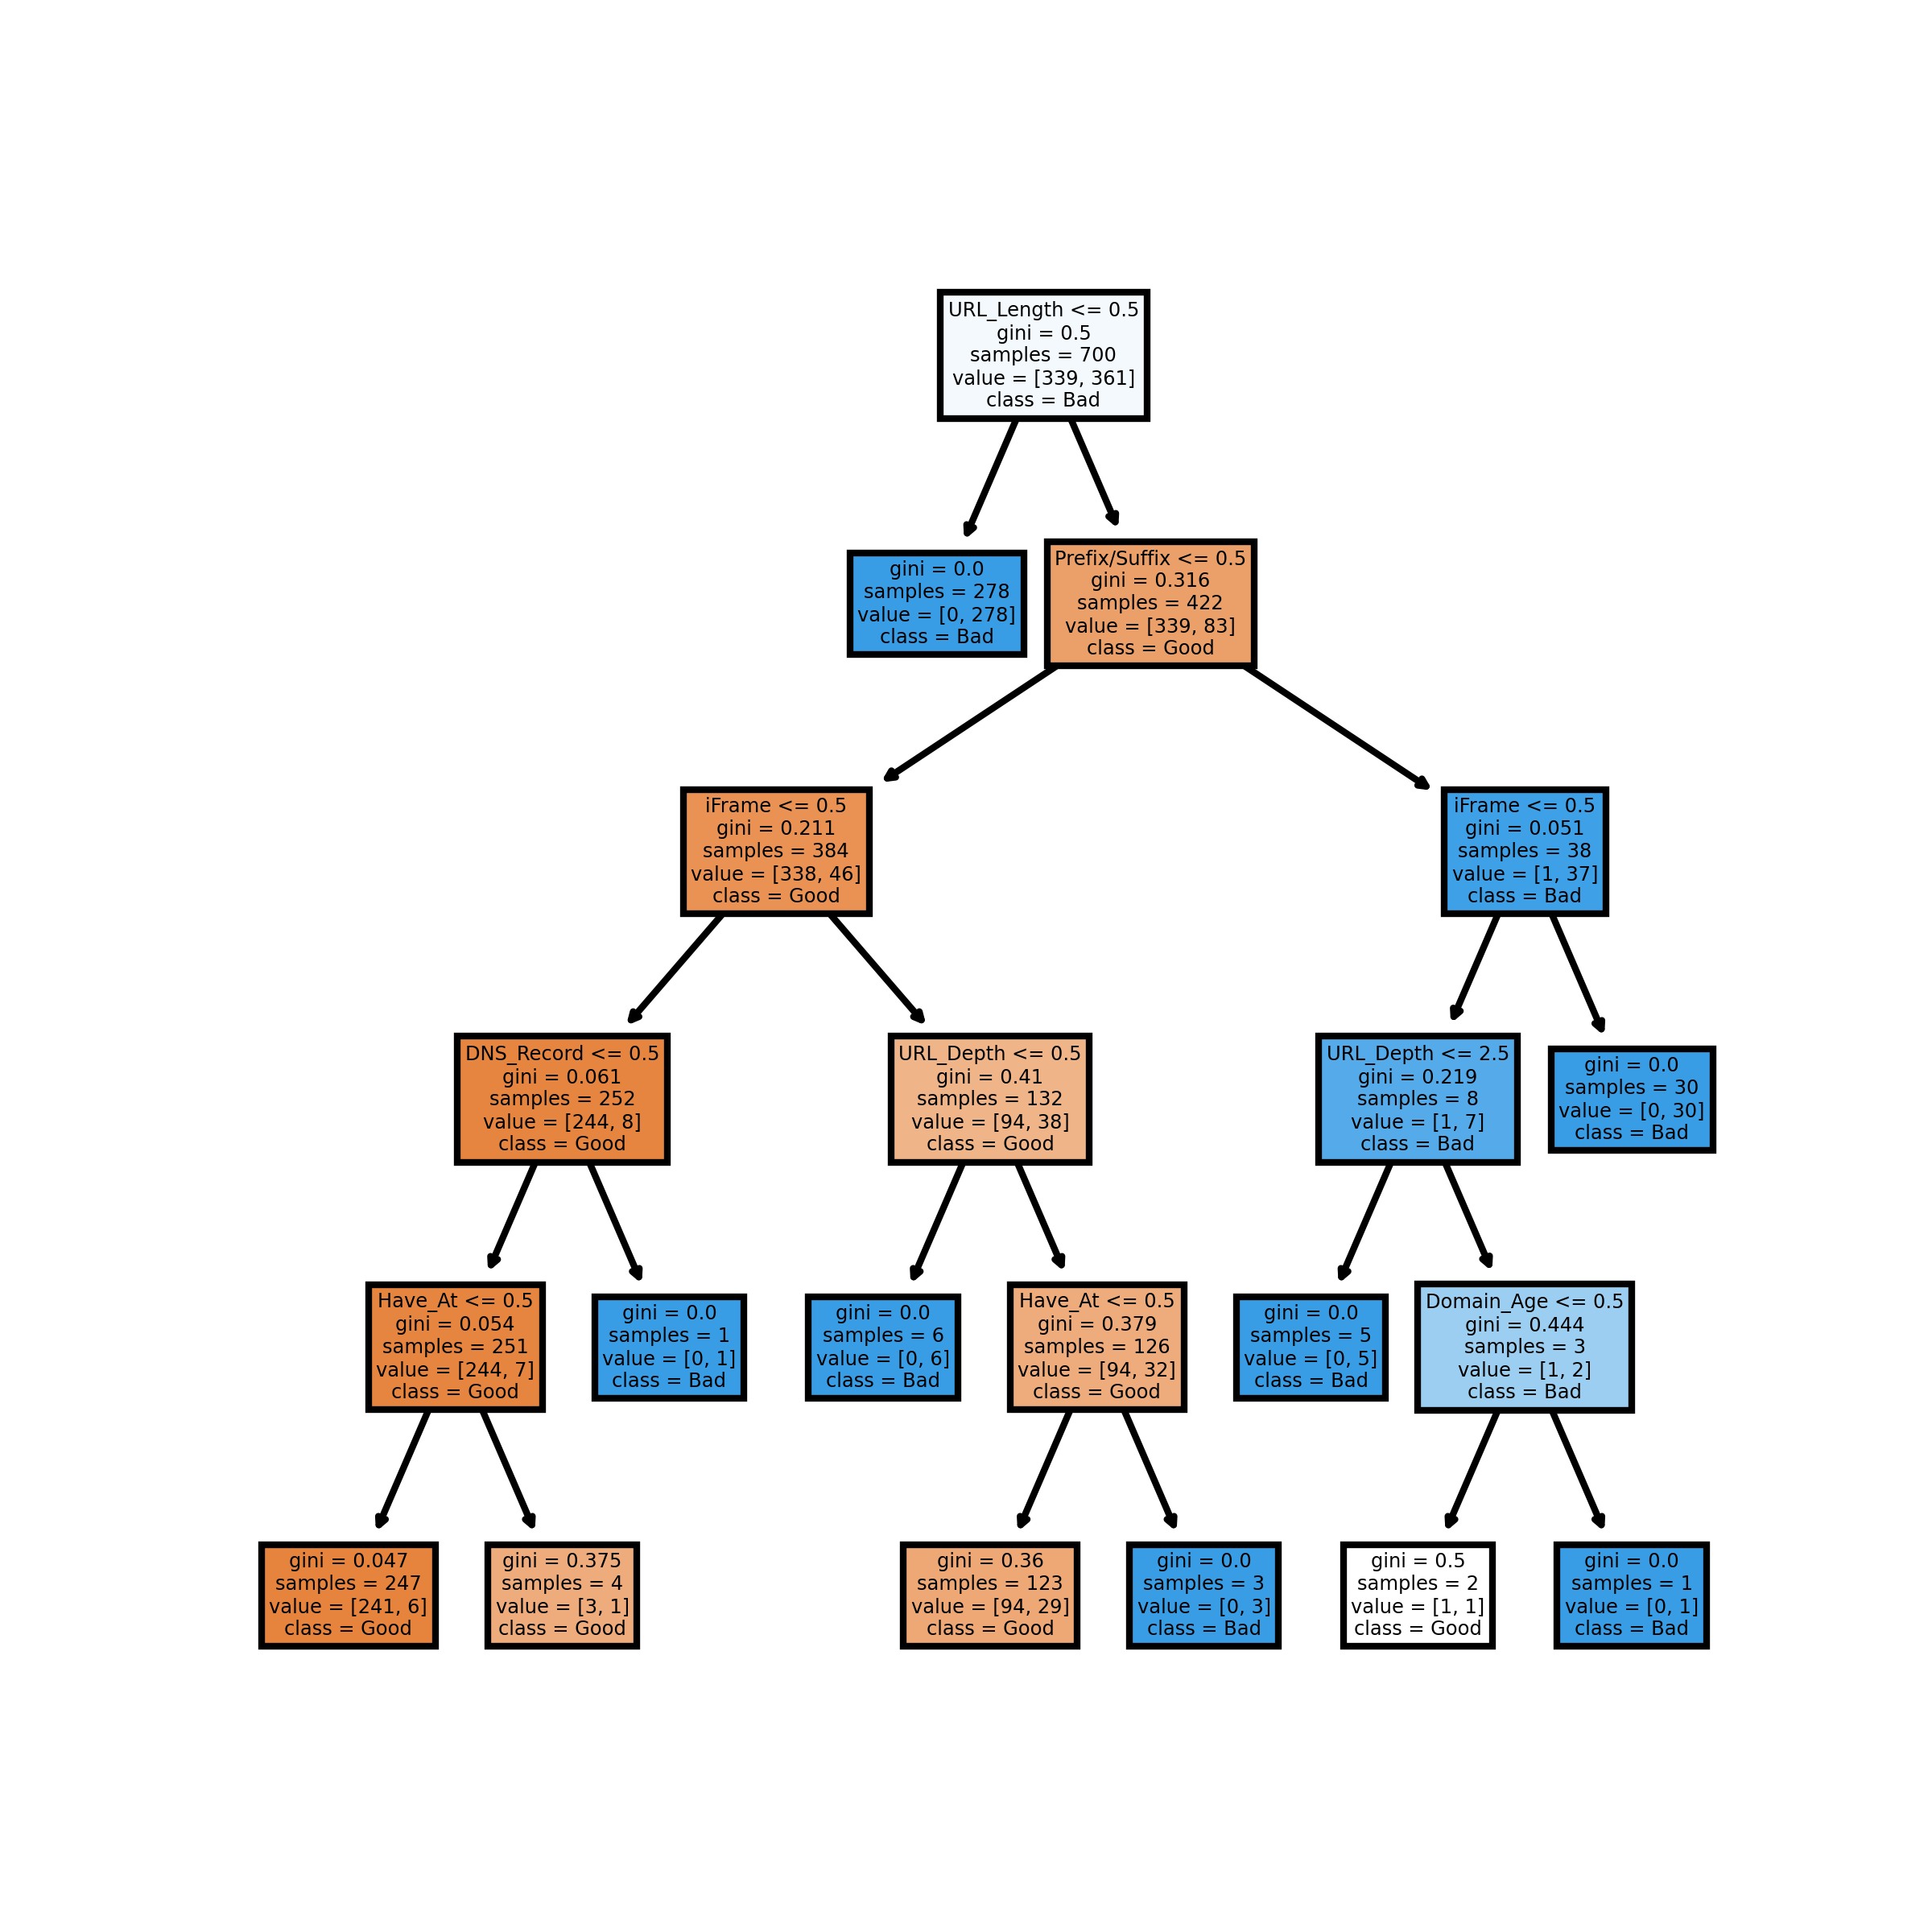 URL_Length <= 0.5
gini = 0.5
samples = 700
value = [339, 361]
class = Bad
gini = 0.0
samples = 278
value = [0, 278]
class = Bad
Prefix/Suffix <= 0.5
gini = 0.316
samples = 422
value = [339, 83]
class = Good
iFrame <= 0.5
gini = 0.211
samples = 384
value = [338, 46]
class = Good
iFrame <= 0.5
gini = 0.051
samples = 38
value = [1, 37]
class = Bad
DNS_Record <= 0.5
gini = 0.061
samples = 252
value = [244, 8]
class = Good
URL_Depth <= 0.5
gini = 0.41
samples = 132
value = [94, 38]
class = Good
URL_Depth <= 2.5
gini = 0.219
samples = 8
value = [1, 7]
class = Bad
gini = 0.0
samples = 30
value = [0, 30]
class = Bad
Have_At <= 0.5
gini = 0.054
samples = 251
value = [244, 7]
class = Good
gini = 0.0
samples = 1
value = [0, 1]
class = Bad
gini = 0.0
samples = 6
value = [0, 6]
class = Bad
Have_At <= 0.5
gini = 0.379
samples = 126
value = [94, 32]
class = Good
gini = 0.0
samples = 5
value = [0, 5]
class = Bad
Domain_Age <= 0.5
gini = 0.444
samples = 3
value = [1, 2]
class = Bad
gini = 0.047
samples = 247
value = [241, 6]
class = Good
gini = 0.375
samples = 4
value = [3, 1]
class = Good
gini = 0.36
samples = 123
value = [94, 29]
class = Good
gini = 0.0
samples = 3
value = [0, 3]
class = Bad
gini = 0.5
samples = 2
value = [1, 1]
class = Good
gini = 0.0
samples = 1
value = [0, 1]
class = Bad